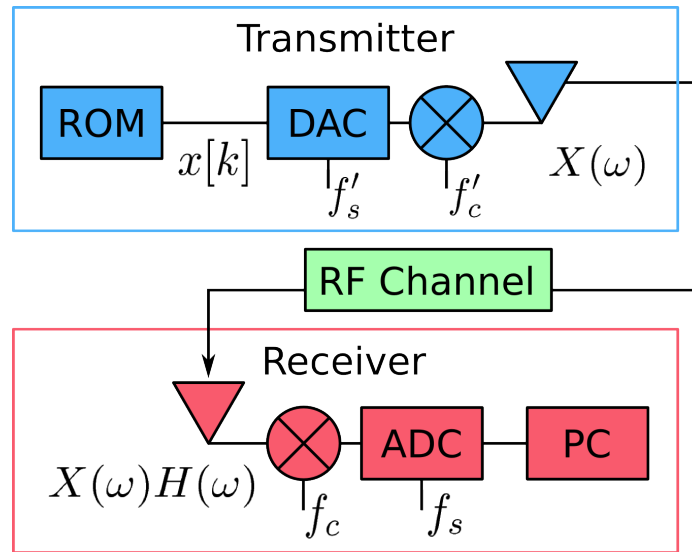 Transmitter
ROM
DAC
x[k]
f's
f'c
X(ω)
RF Channel
Receiver
ADC
PC
X(ω)H(ω)
fc
fs